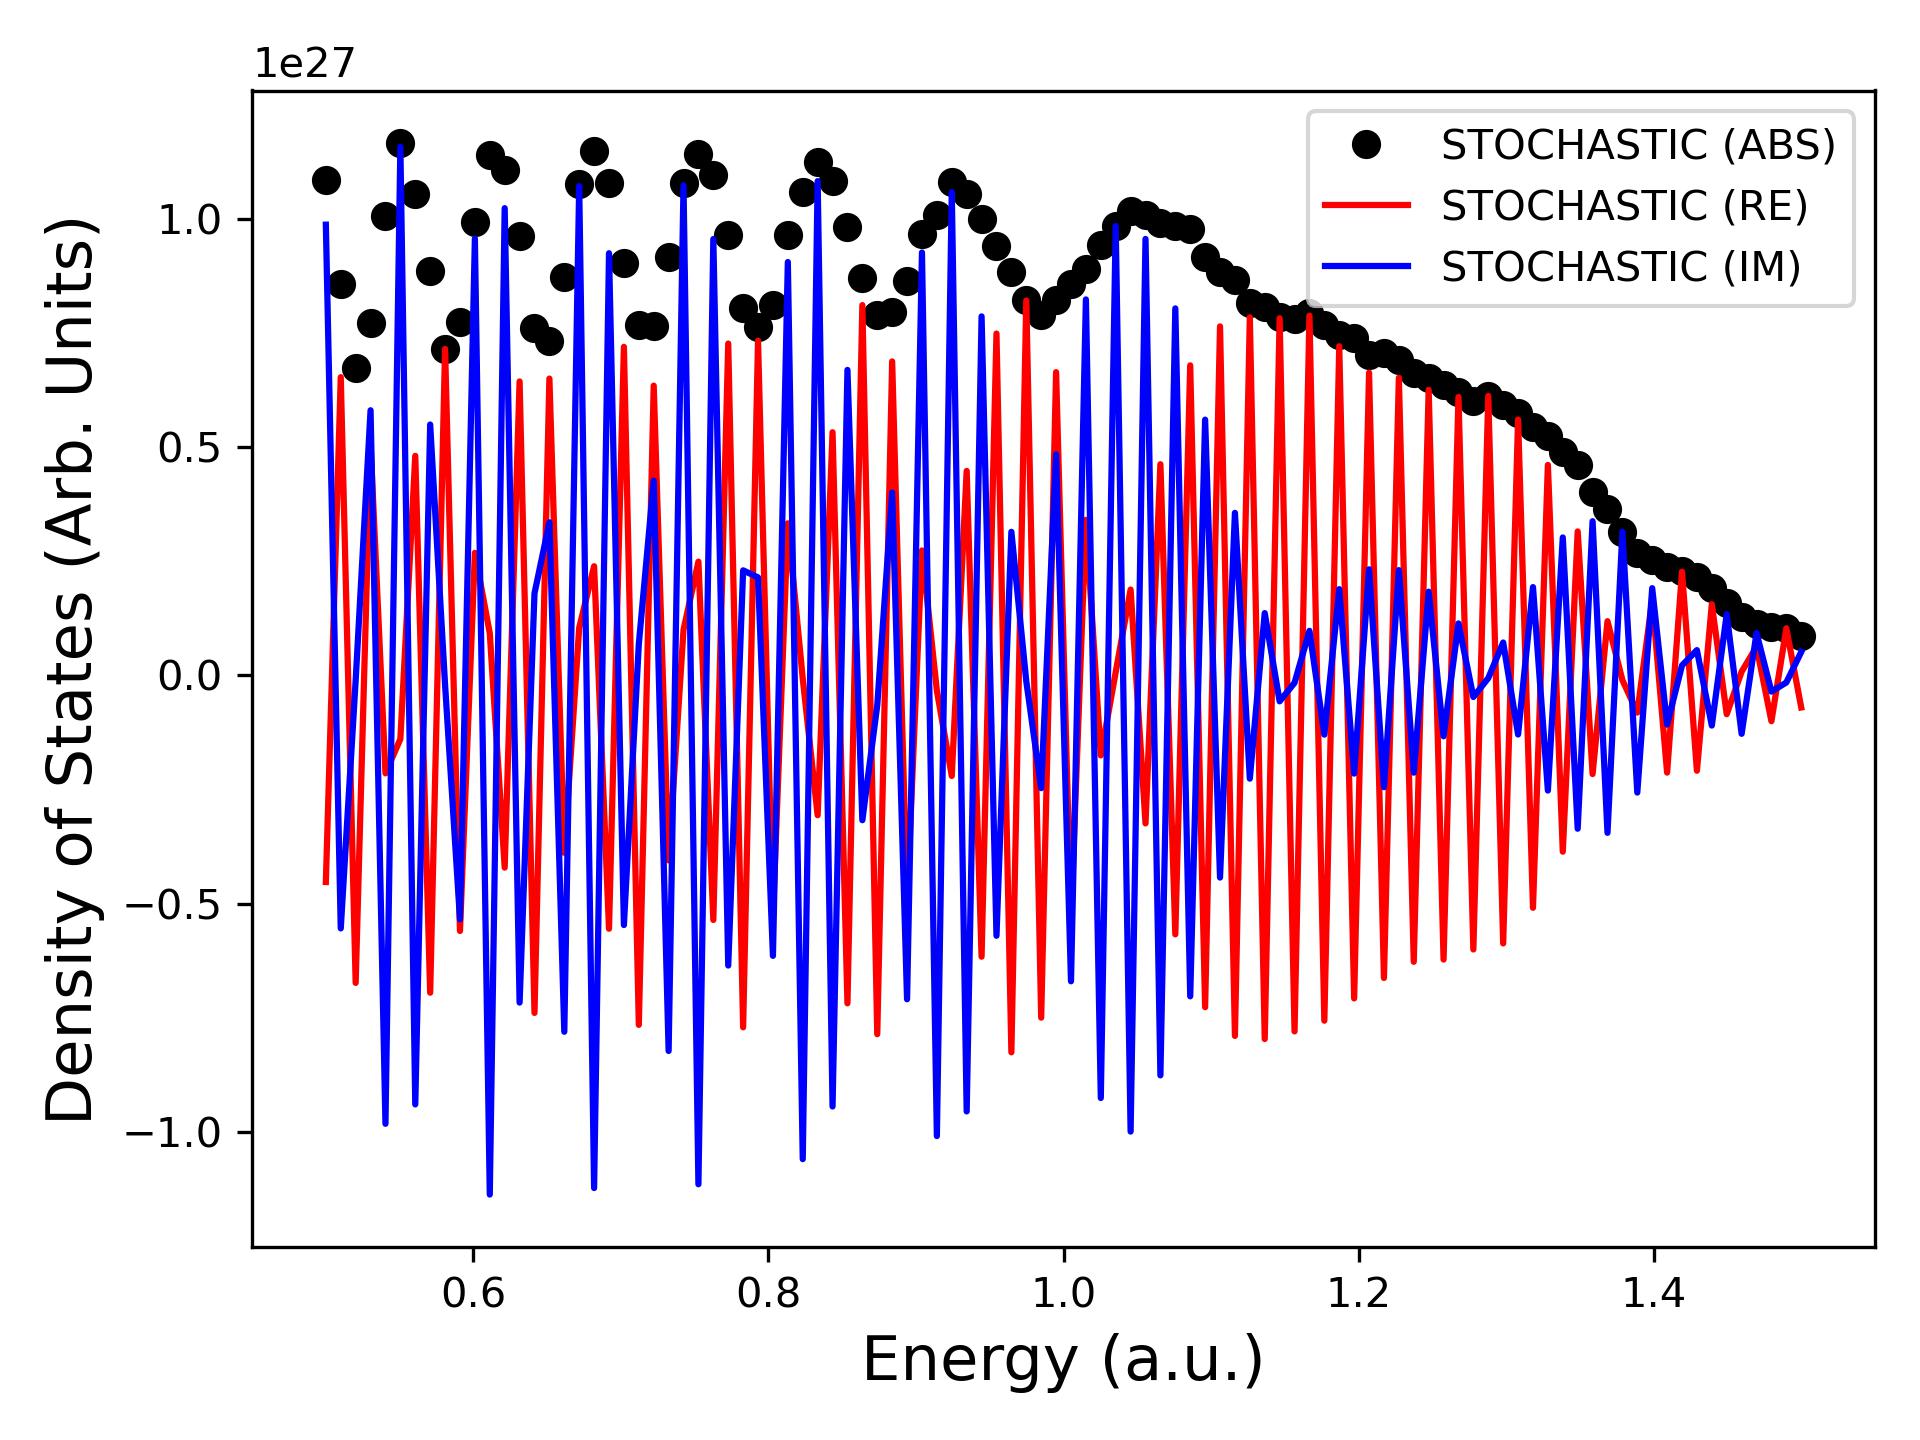 1e27
STOCHASTIC (ABS)
STOCHASTIC (RE)
STOCHASTIC (IM)
Density of States (Arb. Units)
1.0
0.5
0.0
−0.5
−1.0
0.6 0.8 1.0 1.2 1.4
Energy (a.u.)